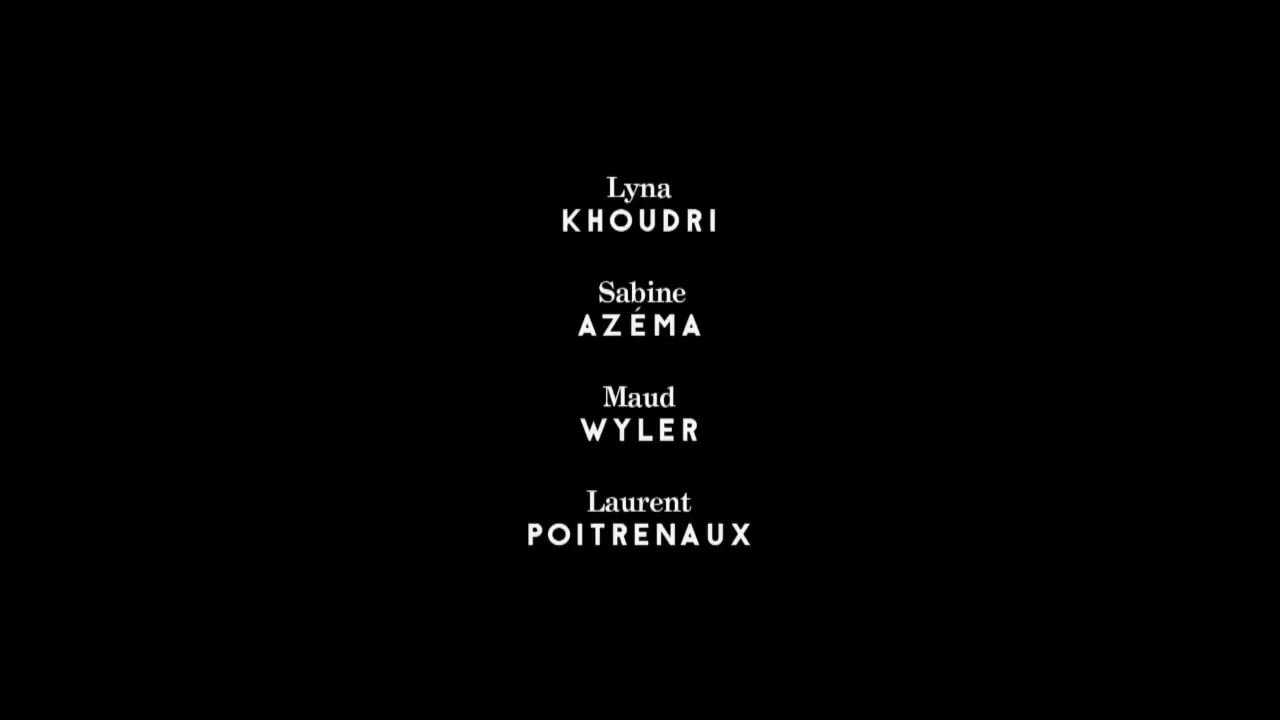 Lyna
KHOUDRI
Sabine
AZÉMA
Maud
WYLER
Laurent
POITRENAUX